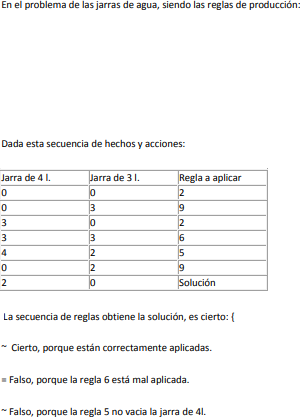 En el problema de las jarras de agua, siendo las reglas de producción:
Dada esta secuencia de hechos y acciones:
Jarra de 4 l. Jarra de 3 l. Regla a aplicar
0 0 2
0 3 9
3 0 2
3 3 6
4 2 5
0 2 9
2 0 Solución
La secuencia de reglas obtiene la solución, es cierto: {
~ Cierto, porque están correctamente aplicadas.
= Falso, porque la regla 6 está mal aplicada.
~ Falso, porque la regla 5 no vacia la jarra de 4l.